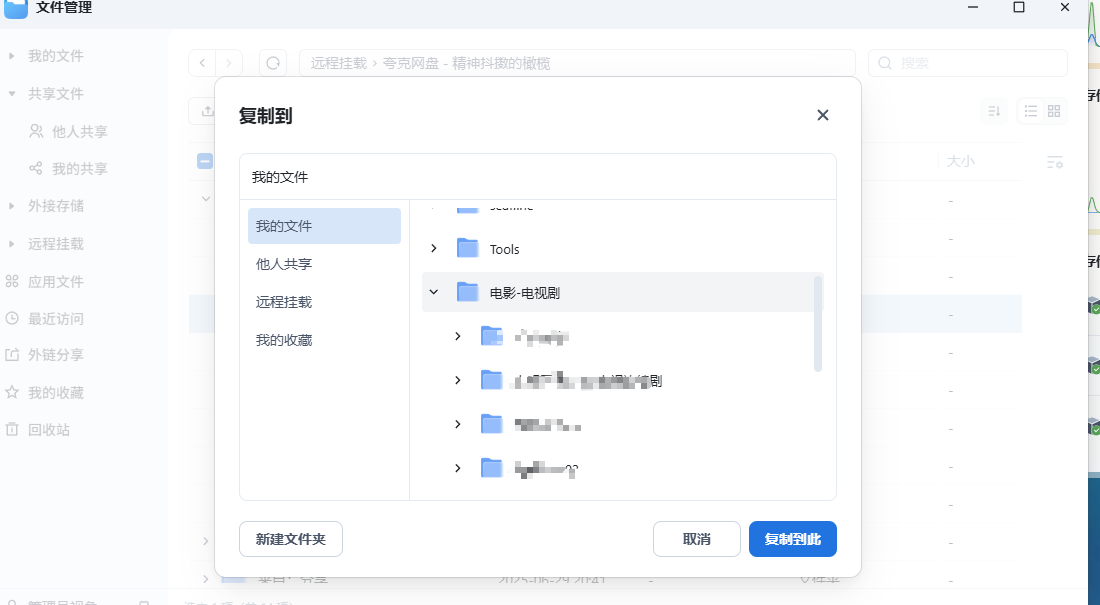 文件管理
我的文件
共享文件
他人共享
我的共享
外接存储
远程挂载
应用文件
最近访问
外链分享
我的收藏
回收站
远程挂载 › 夸克网盘 - 精神抖擞的橄榄
搜索
大小
复制到
我的文件
我的文件
他人共享
远程挂载
我的收藏
Tools
电影-电视剧
剧
新建文件夹
取消
复制到此